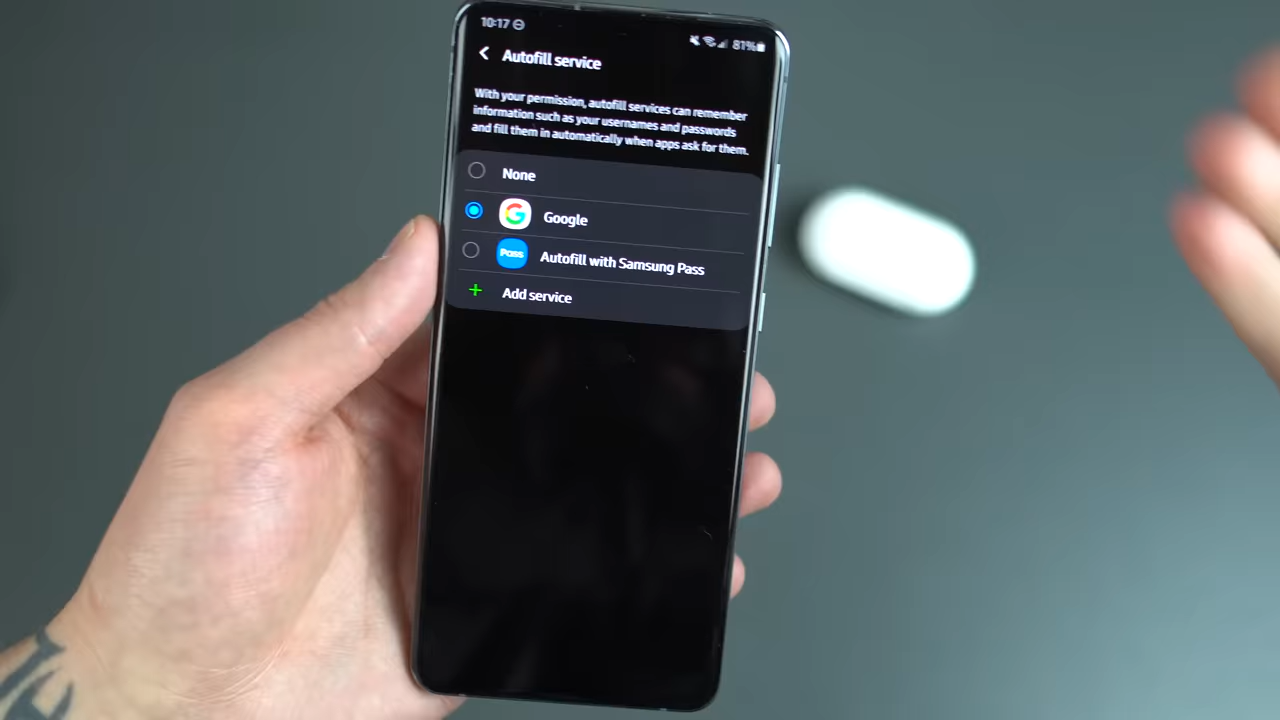 10:17
81%
Autofill service
With your permission, autofill services can remember
information such as your usernames and passwords
and fill them in automatically when apps ask for them.
None
G Google
Pass Autofill with Samsung Pass
+ Add service